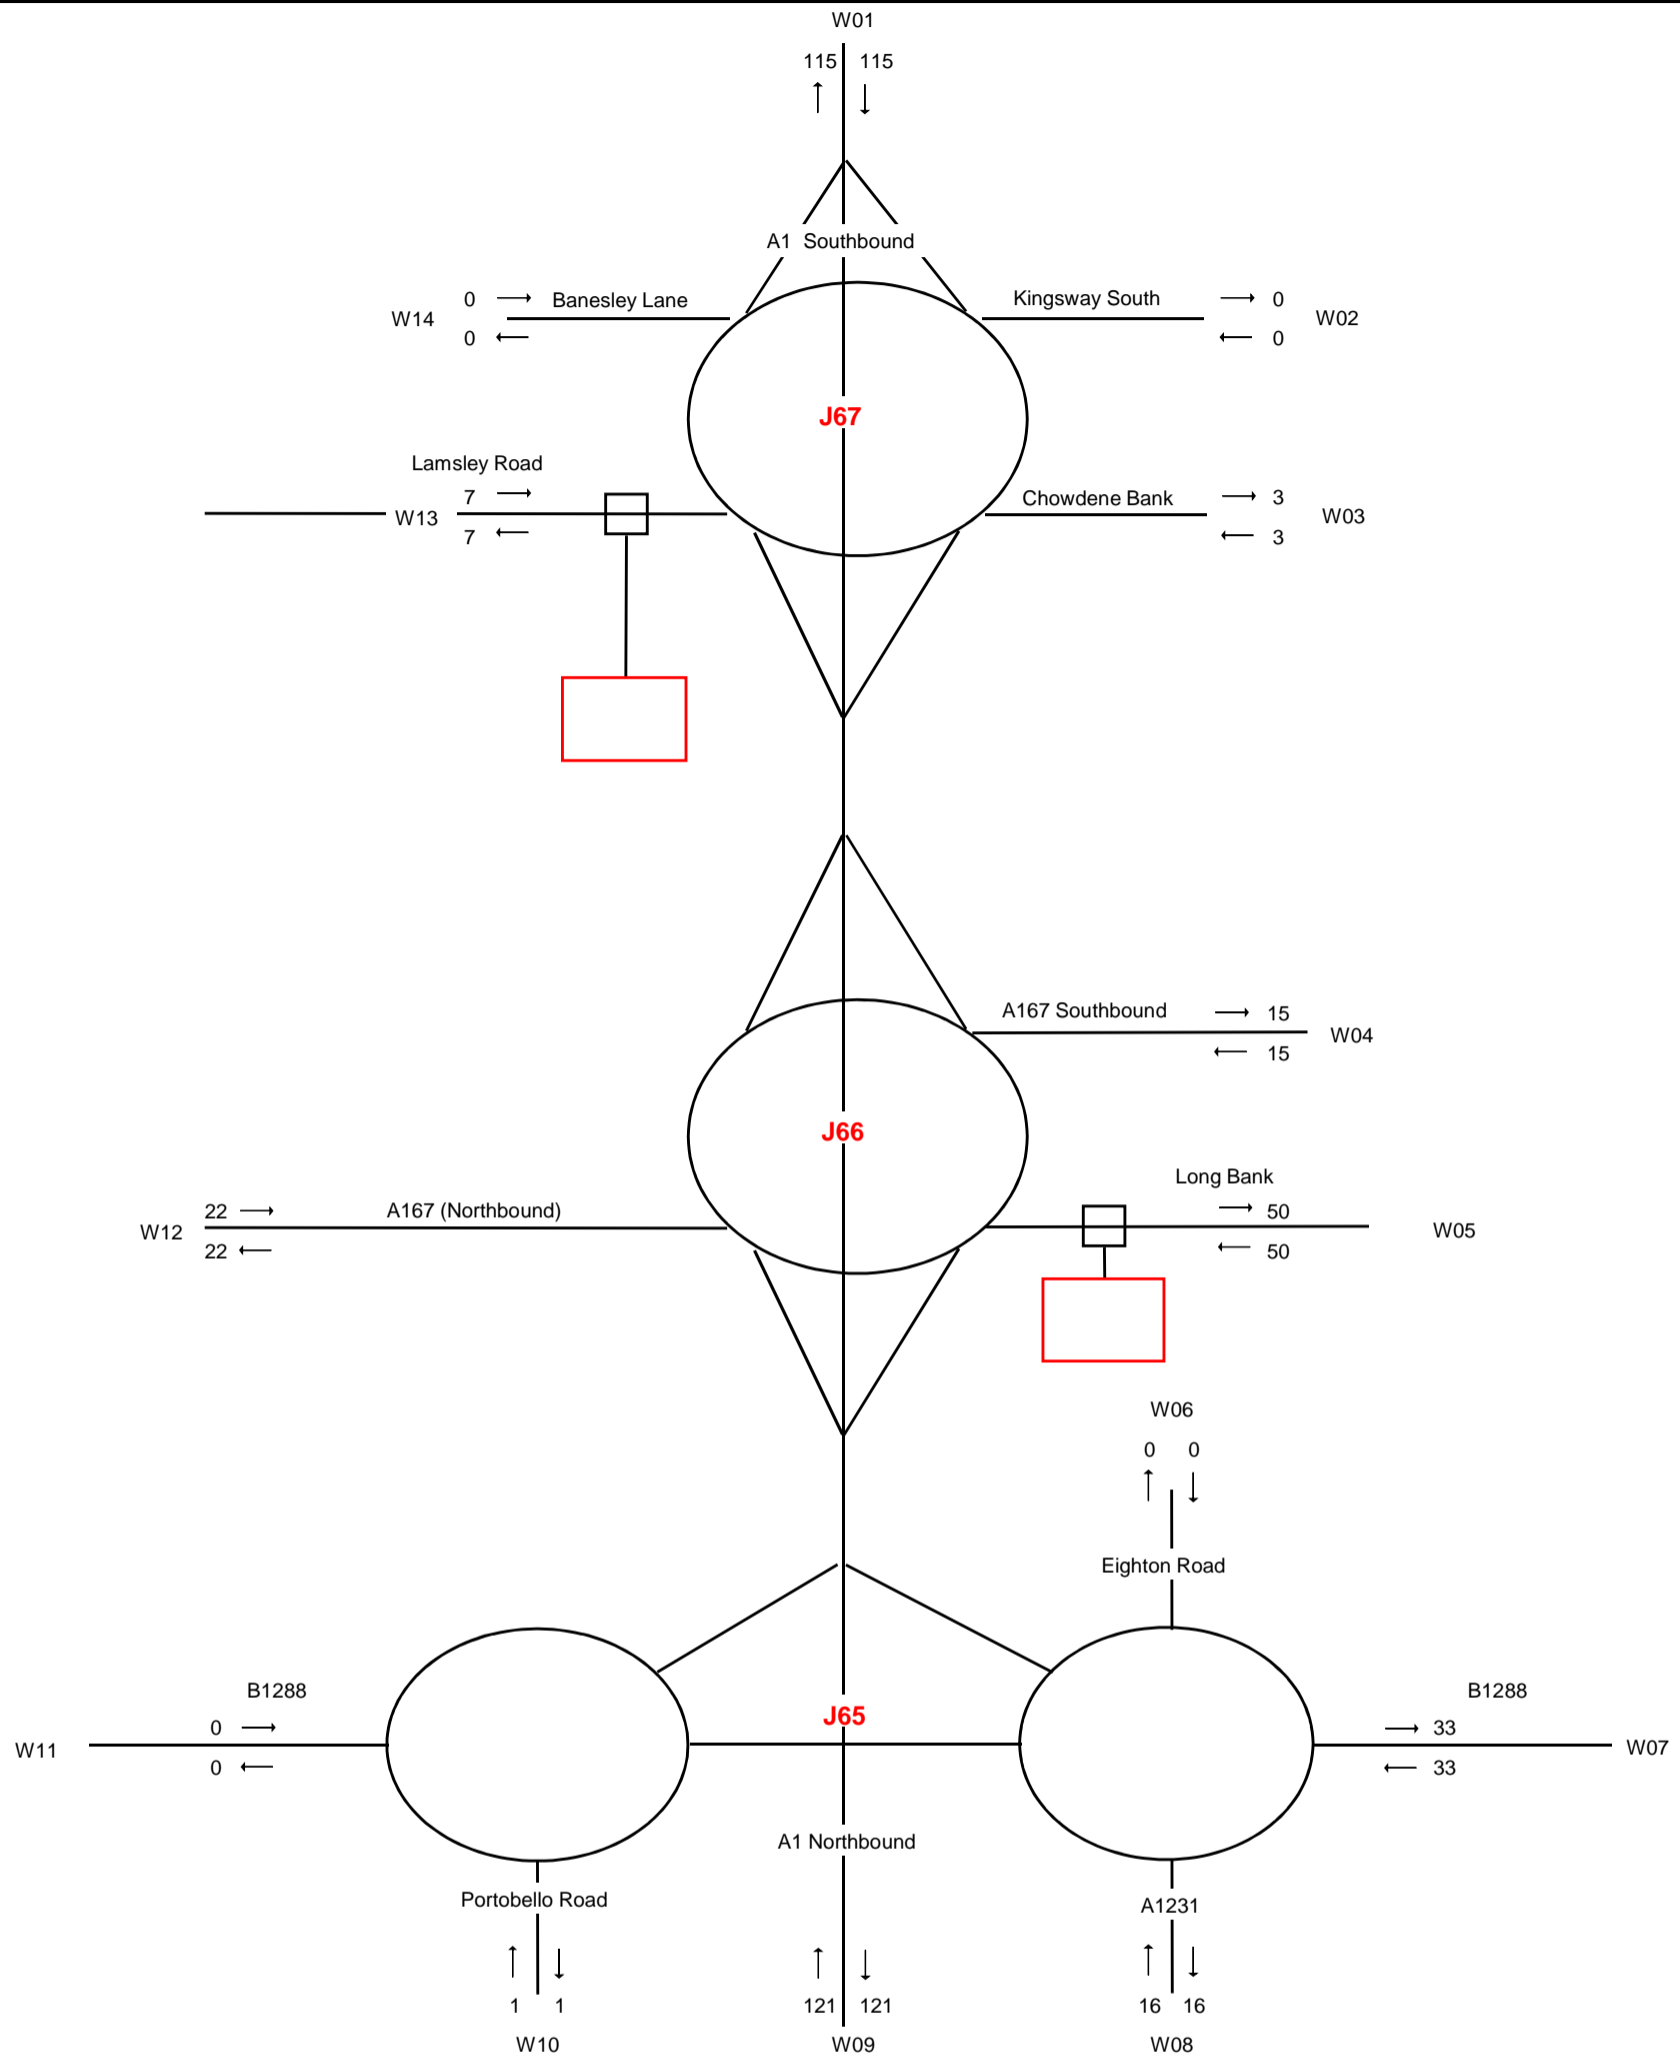 W01
115 115
A1 Southbound
0 Banesley Lane
Kingsway South 0
W14
W02
0
0
J67
Lamsley Road
7
Chowdene Bank 3
W13
W03
7
3
A167 Southbound 15
W04
15
J66
Long Bank
22 A167 (Northbound)
50
W12
W05
22
50
W06
0 0
Eighton Road
B1288
B1288
J65
0
33
W11
W07
0
33
A1 Northbound
Portobello Road
A1231
1 1
121 121
16 16
W10
W09
W08